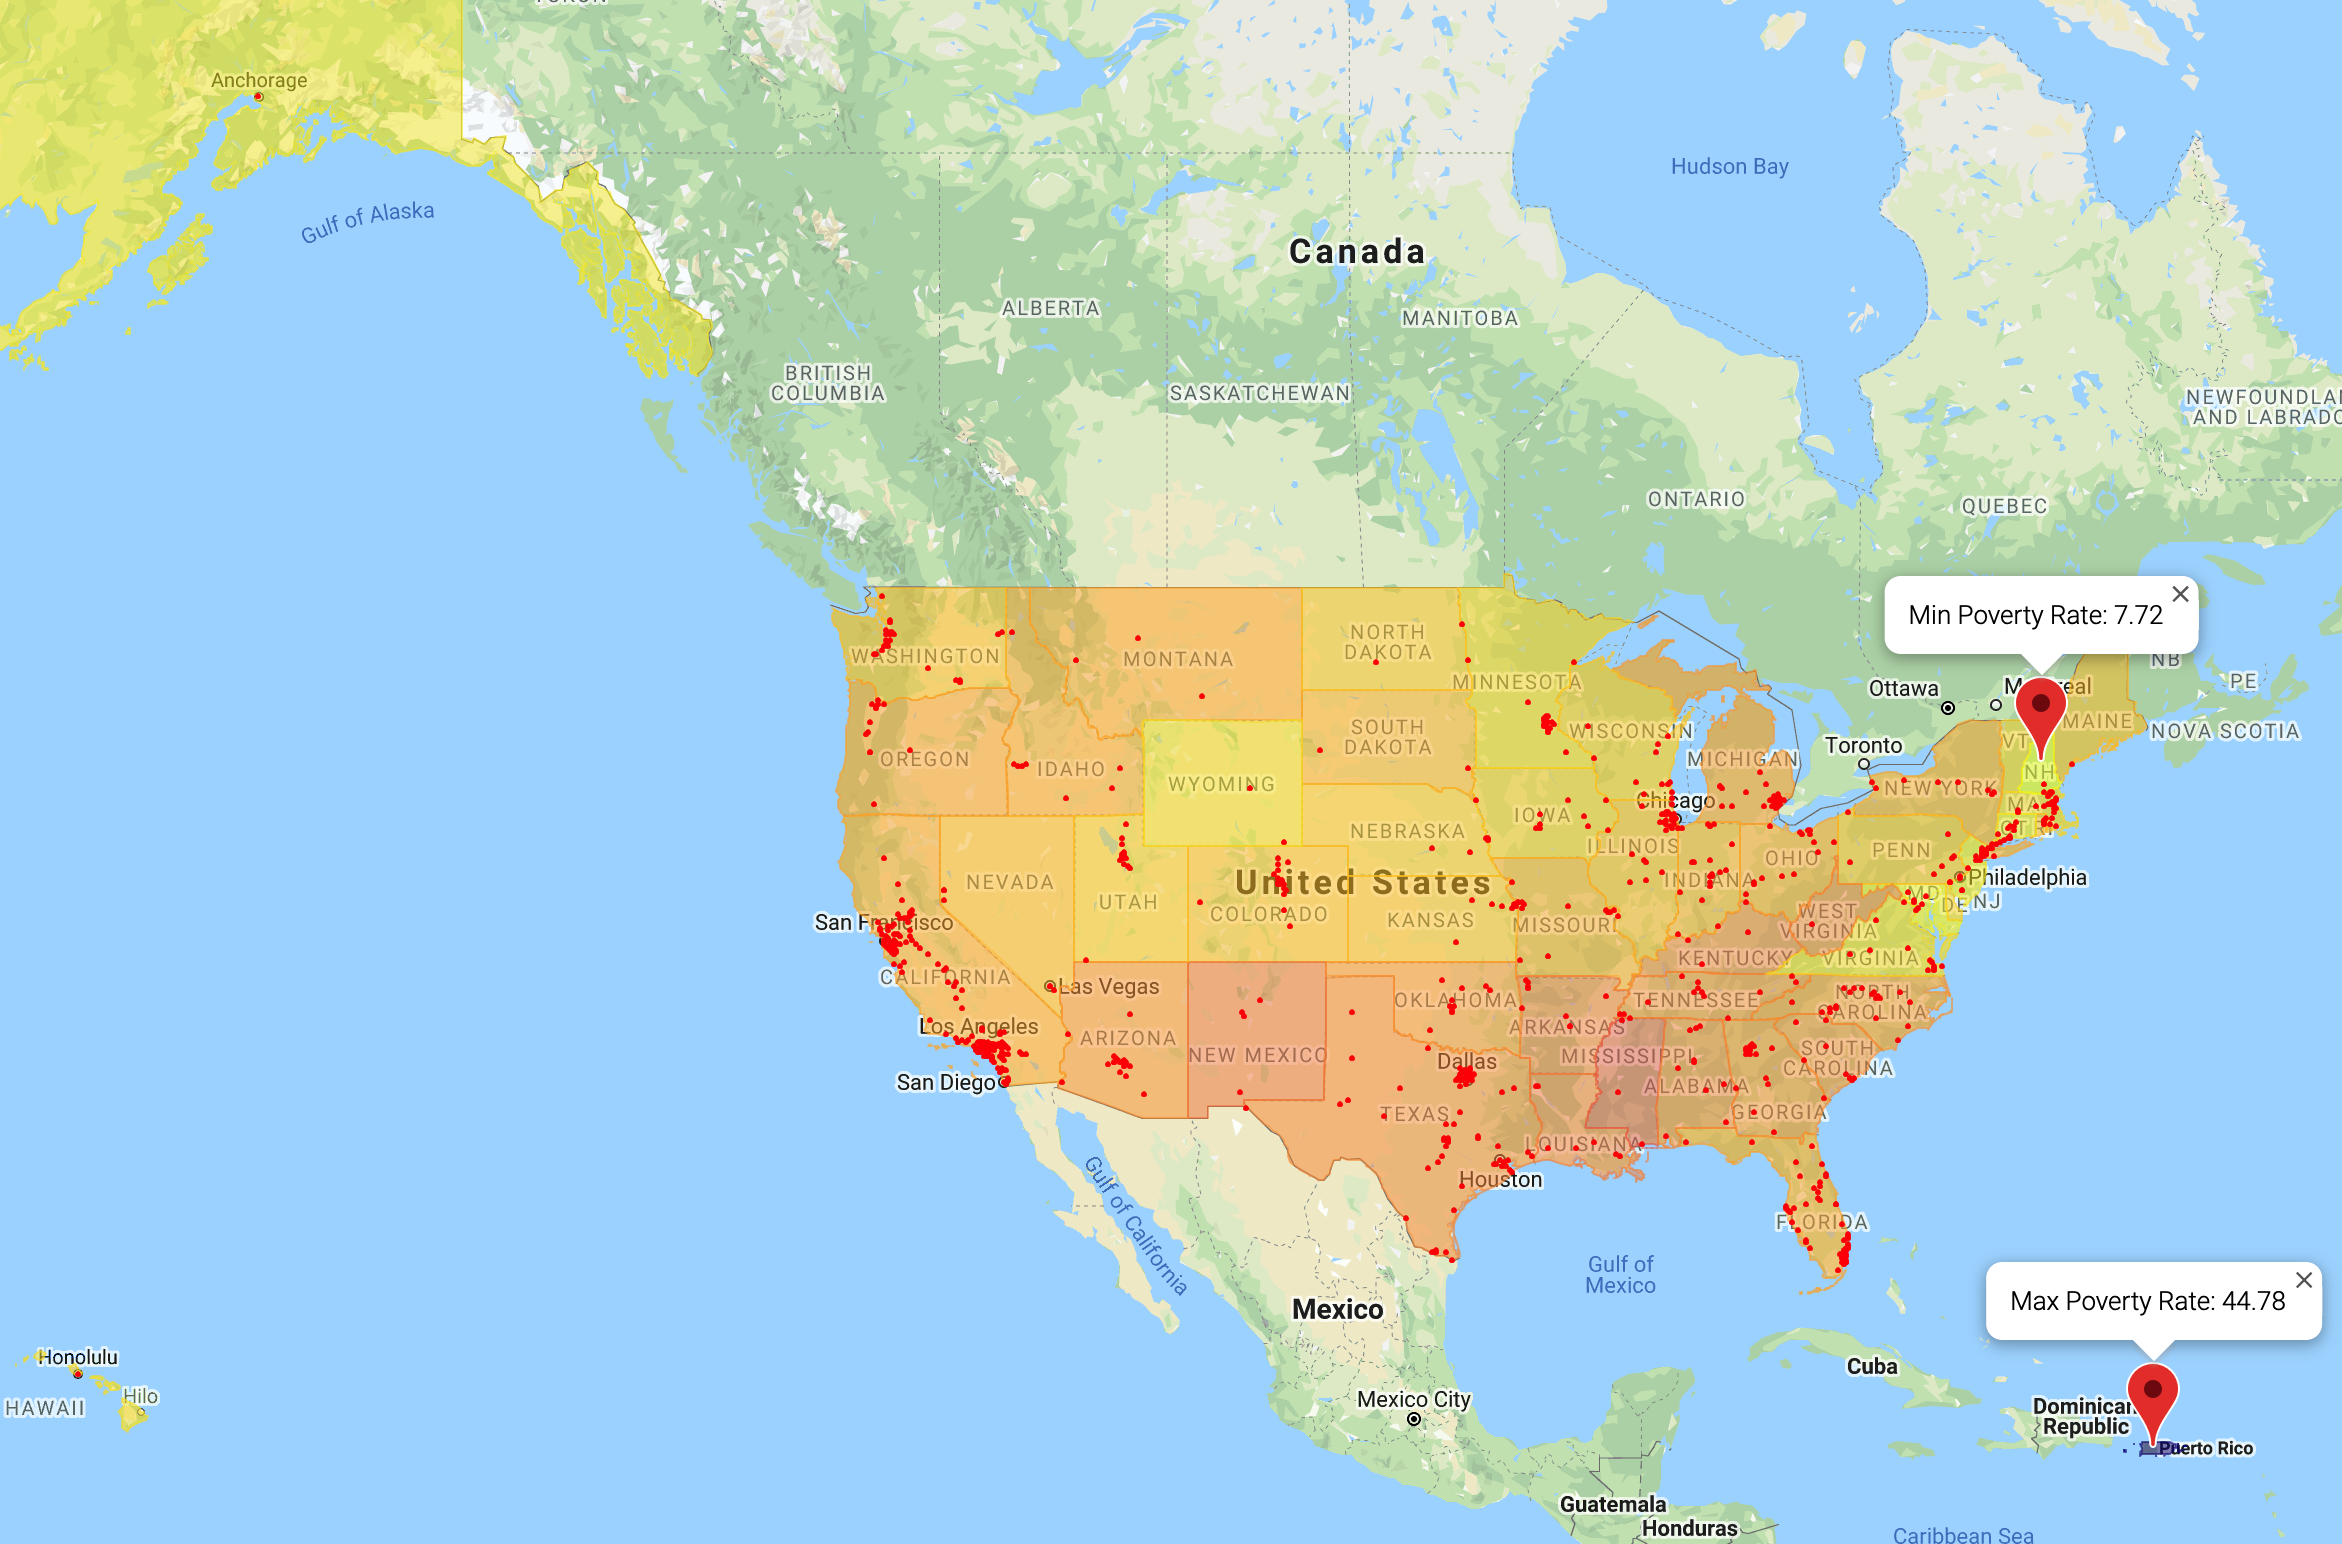 Anchorage
Gulf of Alaska
Hudson Bay
Canada
ALBERTA
MANITOBA
BRITISH
COLUMBIA
SASKATCHEWAN
NEWFOUNDLA
AND LABRADO
ONTARIO
QUEBEC
Min Poverty Rate: 7.72
NB
PE
NOVA SCOTIA
Ottawa
MAINE
VT
NH
Toronto
WASHINGTON
MONTANA
NORTH
DAKOTA
MINNESOTA
SOUTH
DAKOTA
WISCONSIN
MICHIGAN
OREGON
IDAHO
WYOMING
NEW YORK
MA
CT RI
Chicago
IOWA
NEBRASKA
ILLINOIS
INDIANA
OHIO
PENN
Philadelphia
MD
DE
NJ
NEVADA
UTAH
COLORADO
United States
KANSAS
MISSOURI
WEST
VIRGINIA
KENTUCKY
VIRGINIA
San Francisco
CALIFORNIA
Las Vegas
Los Angeles
San Diego
ARIZONA
NEW MEXICO
OKLAHOMA
ARKANSAS
TENNESSEE
NORTH
CAROLINA
SOUTH
CAROLINA
MISSISSIPPI
ALABAMA
GEORGIA
Dallas
TEXAS
LOUISIANA
Houston
FLORIDA
Gulf of California
Gulf of
Mexico
Mexico
Max Poverty Rate: 44.78
Honolulu
HAWAII
Hilo
Mexico City
Cuba
Dominican
Republic
Puerto Rico
Guatemala
Honduras
Caribbean Sea